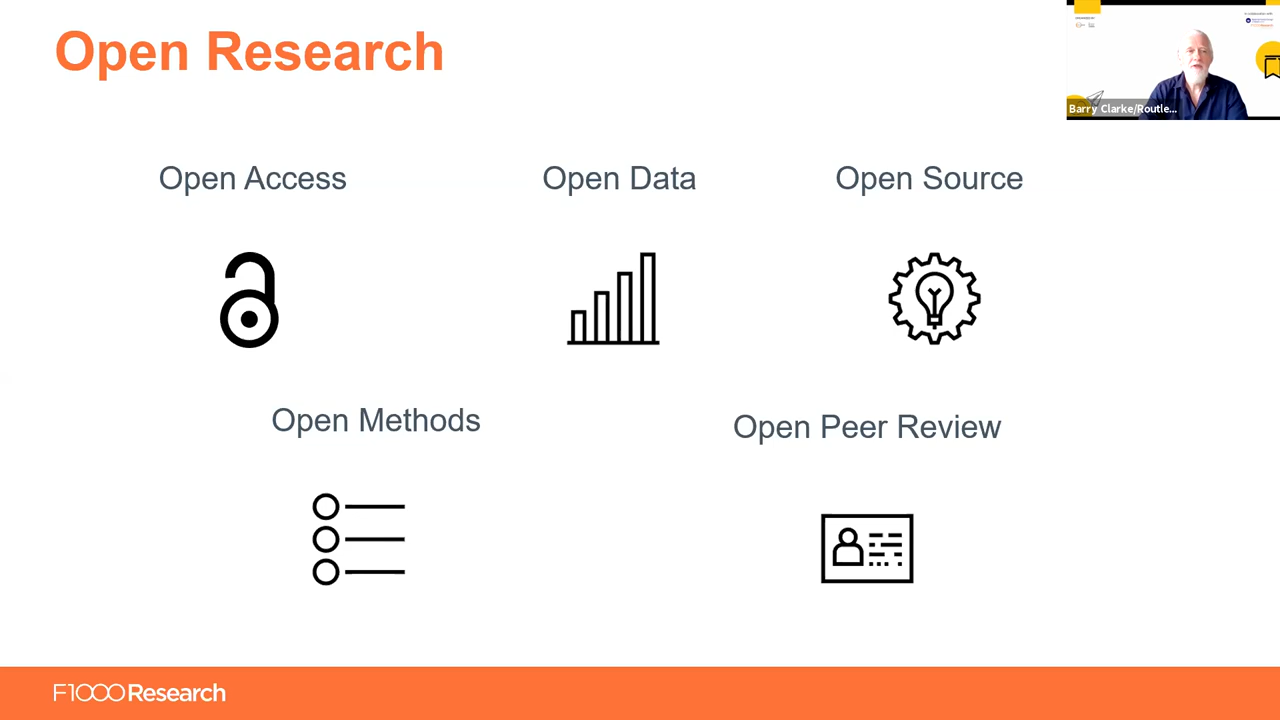 Open Research
Barry Clarke/Routle...
Open Access
Open Data
Open Source
Open Methods
Open Peer Review
F1000Research